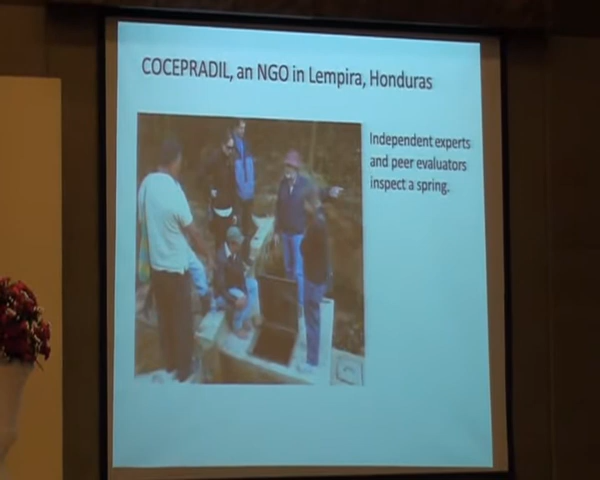 COCEPRADIL, an NGO in Lempira, Honduras
Independent experts
and peer evaluators
inspect a spring.